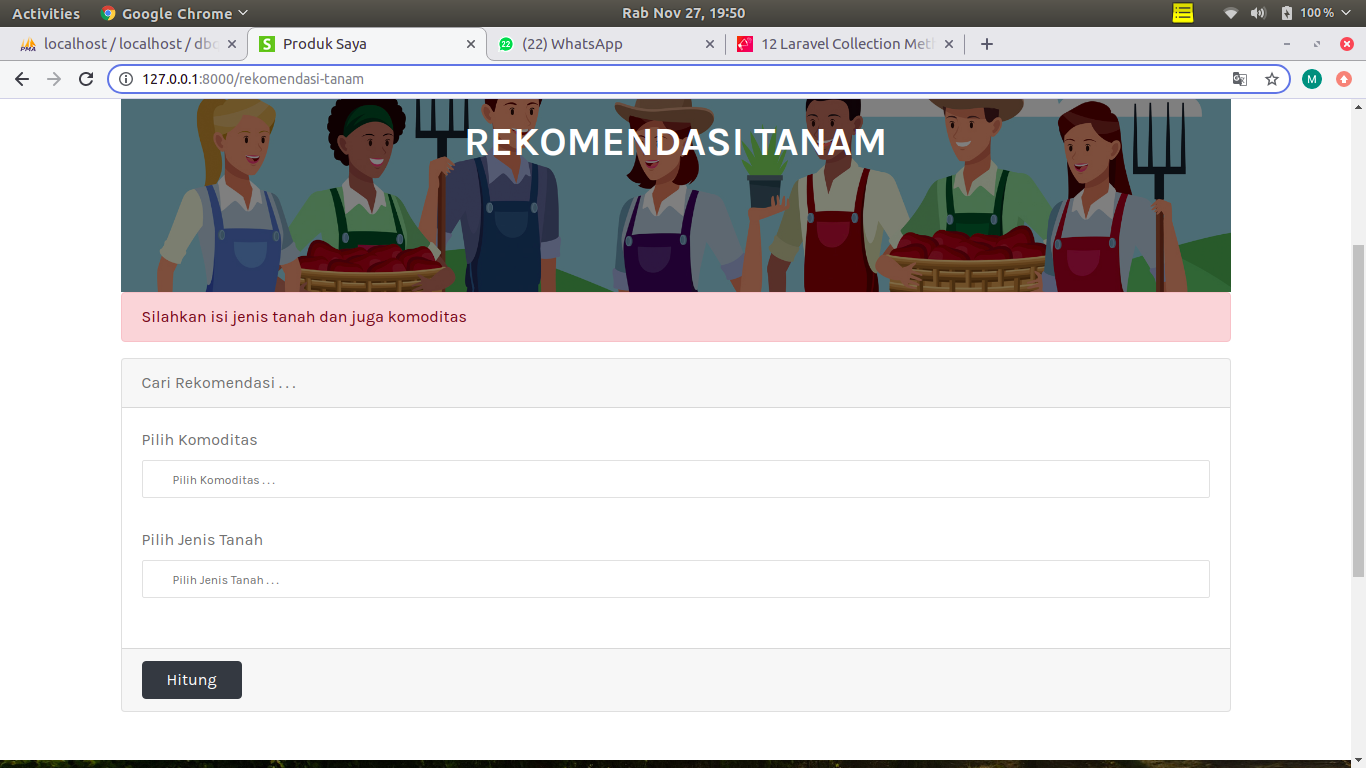 Activities Google Chrome Rab Nov 27, 19:50 100 %
localhost / localhost / dbc Produk Saya (22) WhatsApp 12 Laravel Collection Meth
127.0.0.1:8000/rekomendasi-tanam M
REKOMENDASI TANAM
Silahkan isi jenis tanah dan juga komoditas
Cari Rekomendasi . . .
Pilih Komoditas
Pilih Komoditas . . .
Pilih Jenis Tanah
Pilih Jenis Tanah . . .
Hitung